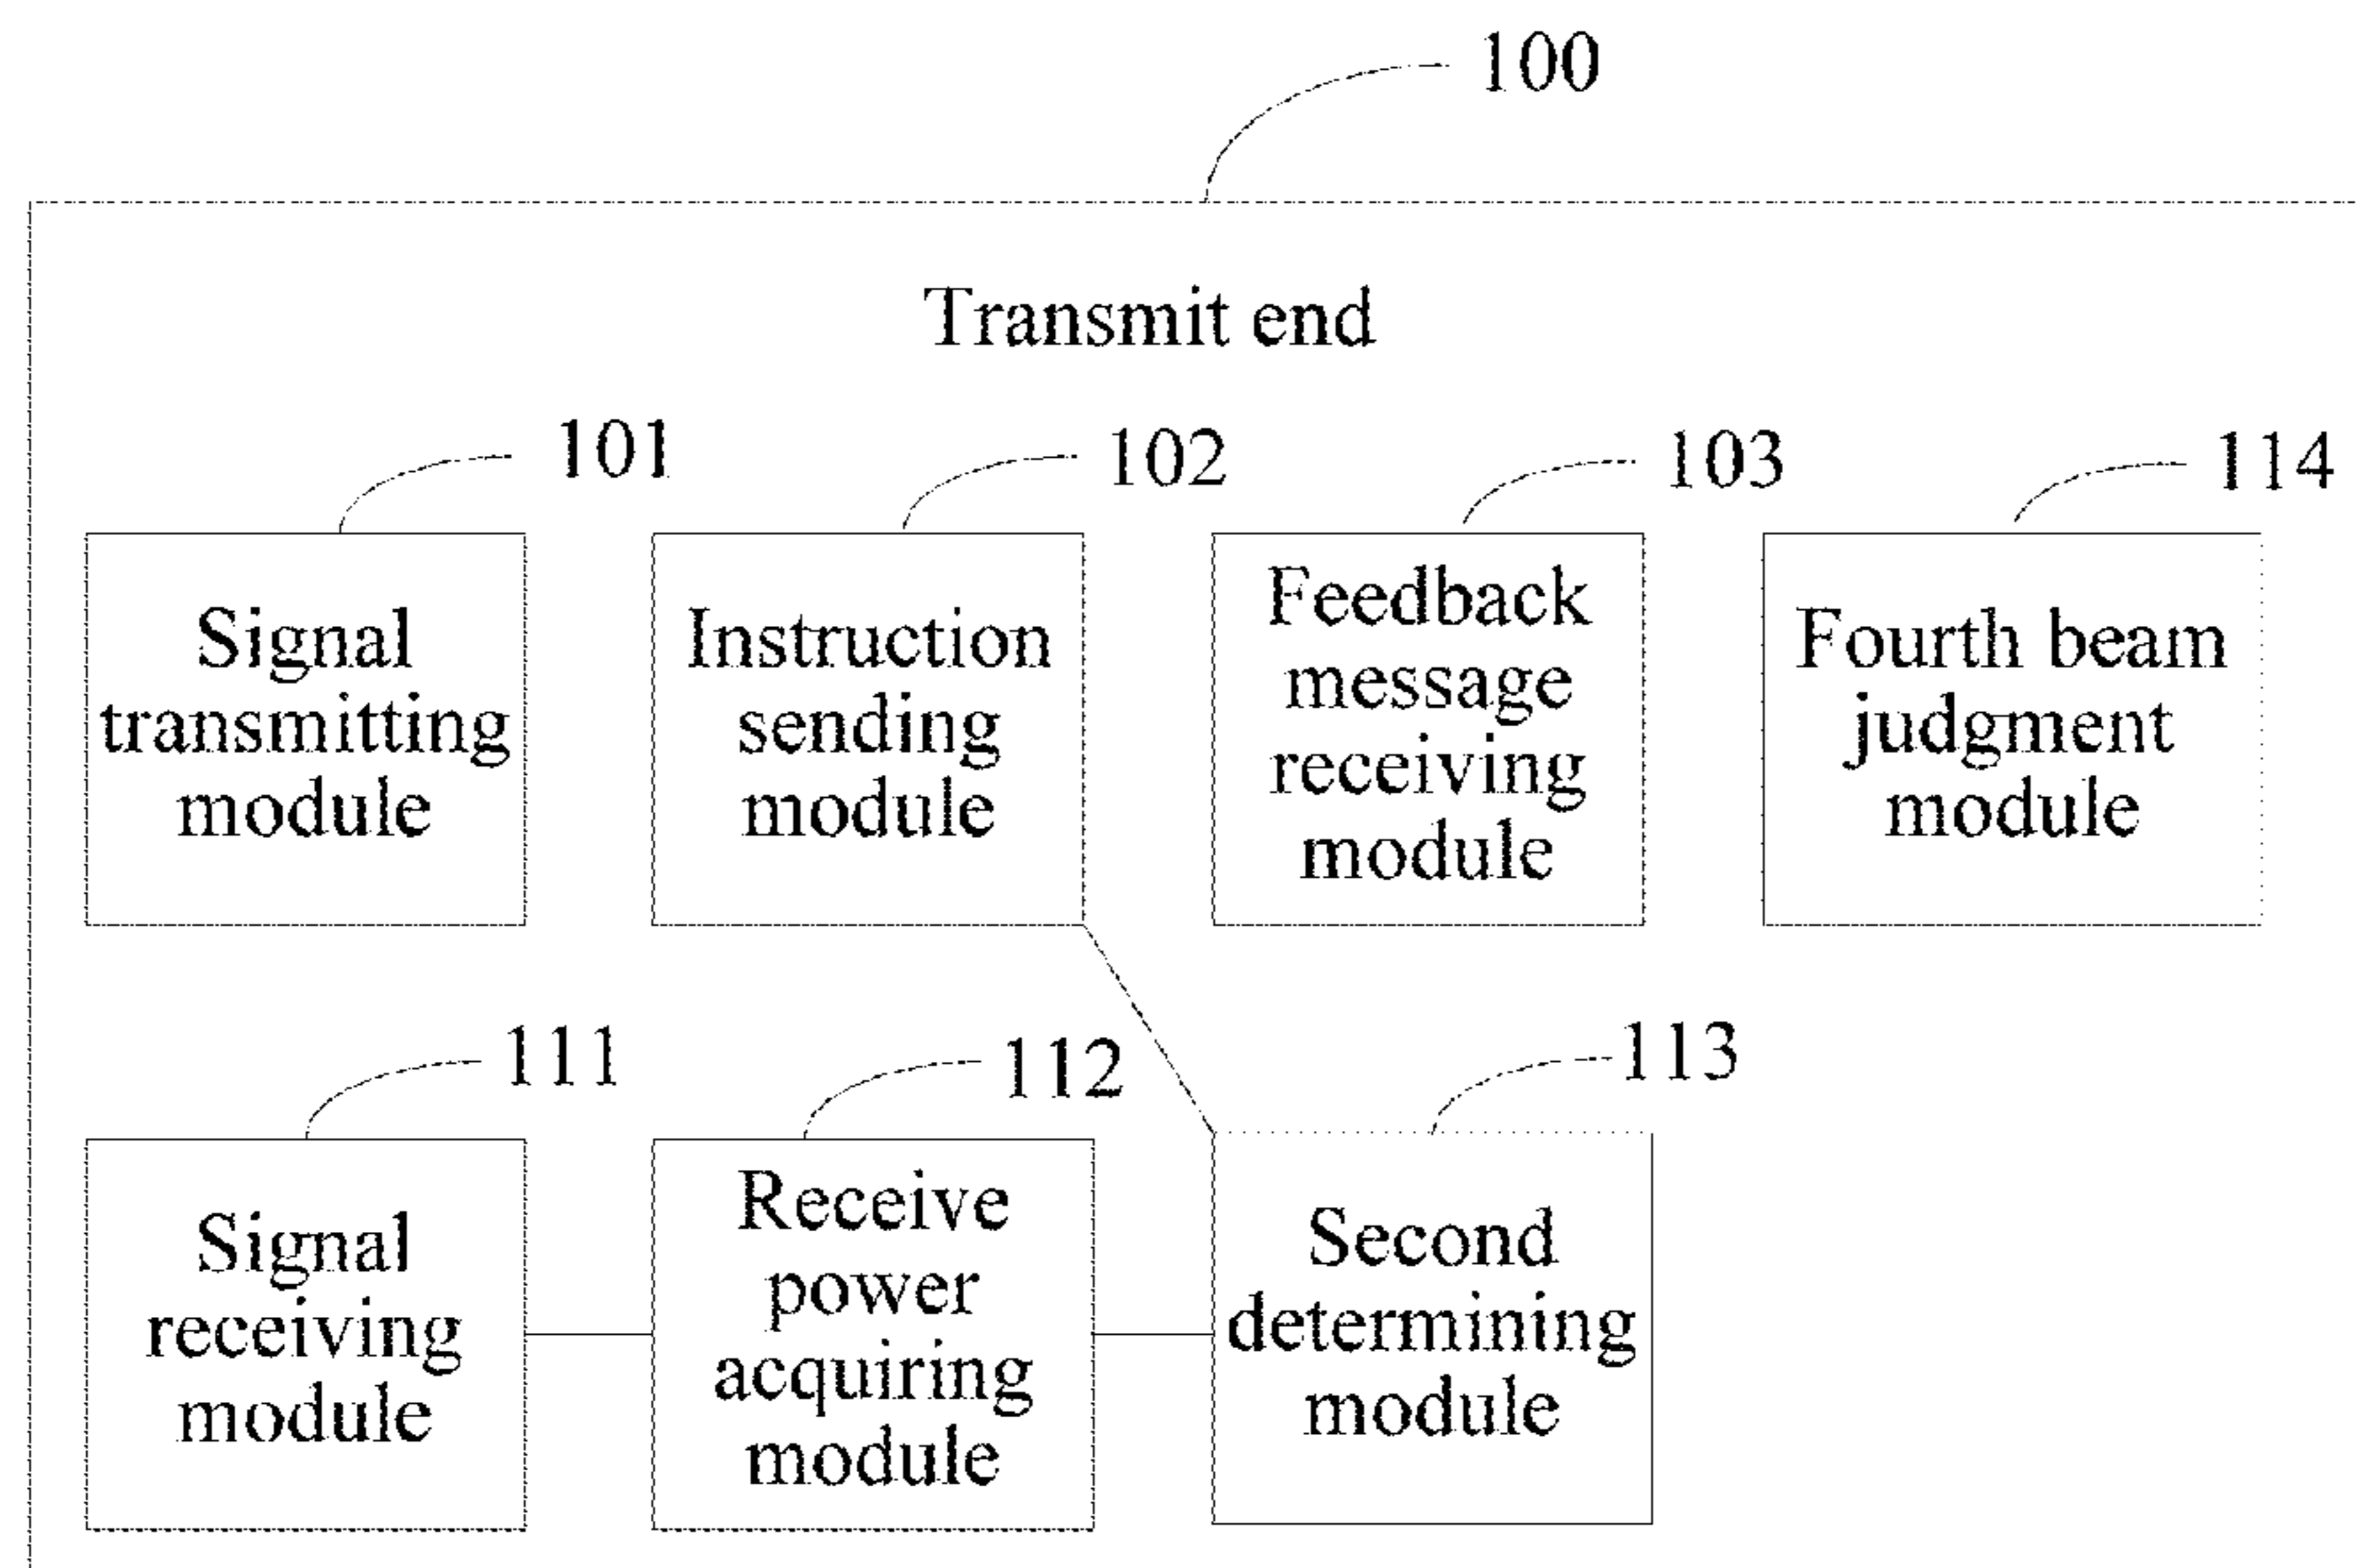 100
Transmit end
101
102
103
114
Signal
transmitting
module
Instruction
sending
module
Feedback
message
receiving
module
Fourth beam
judgment
module
111
112
113
Signal
receiving
module
Receive
power
acquiring
module
Second
determining
module